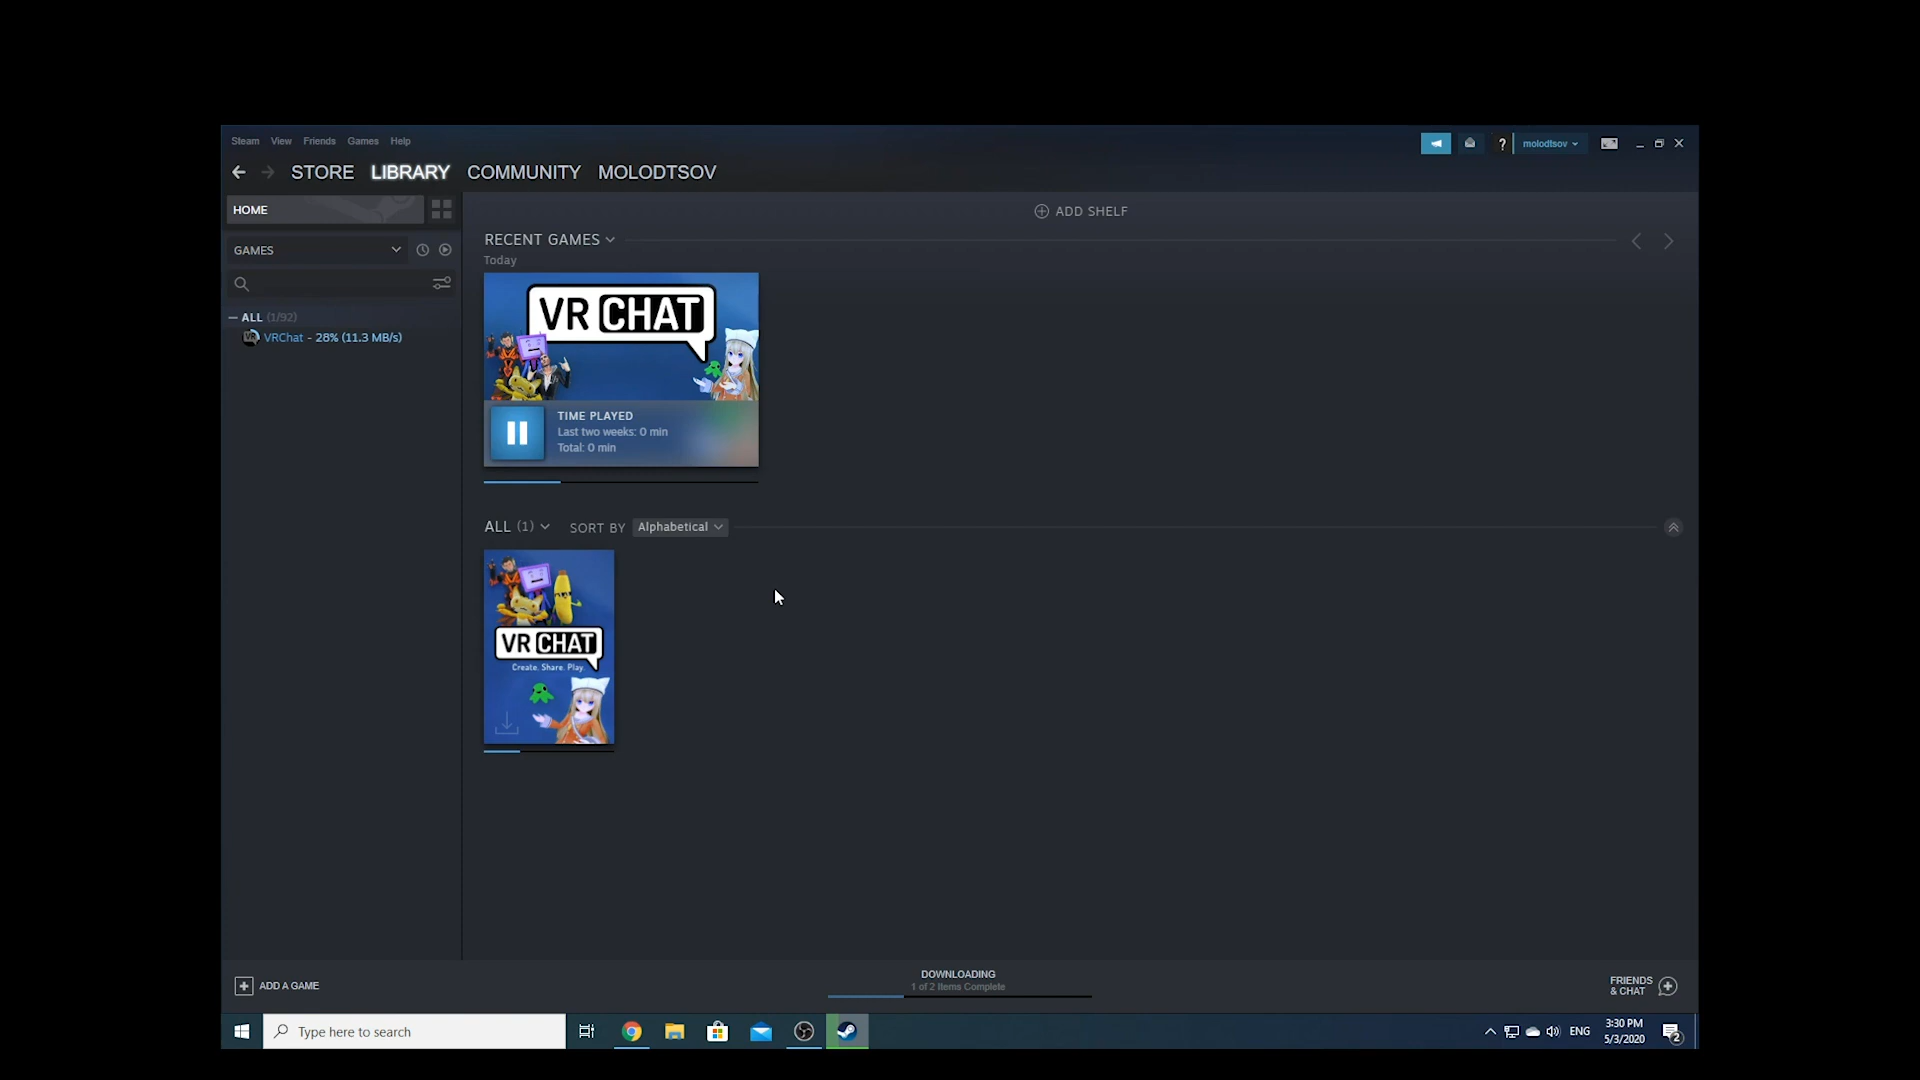 Steam View Friends Games Help
molodtsov
STORE LIBRARY COMMUNITY MOLODTSOV
HOME
ADD SHELF
GAMES
RECENT GAMES
Today
ALL (1/92)
VRChat - 28% (11.3 MB/s)
VR CHAT
TIME PLAYED
Last two weeks: 0 min
Total: 0 min
ALL (1) SORT BY Alphabetical
VR CHAT
Create. Share. Play.
ADD A GAME
DOWNLOADING
1 of 2 Items Complete
FRIENDS
& CHAT
Type here to search
ENG
3:30 PM
5/3/2020
2